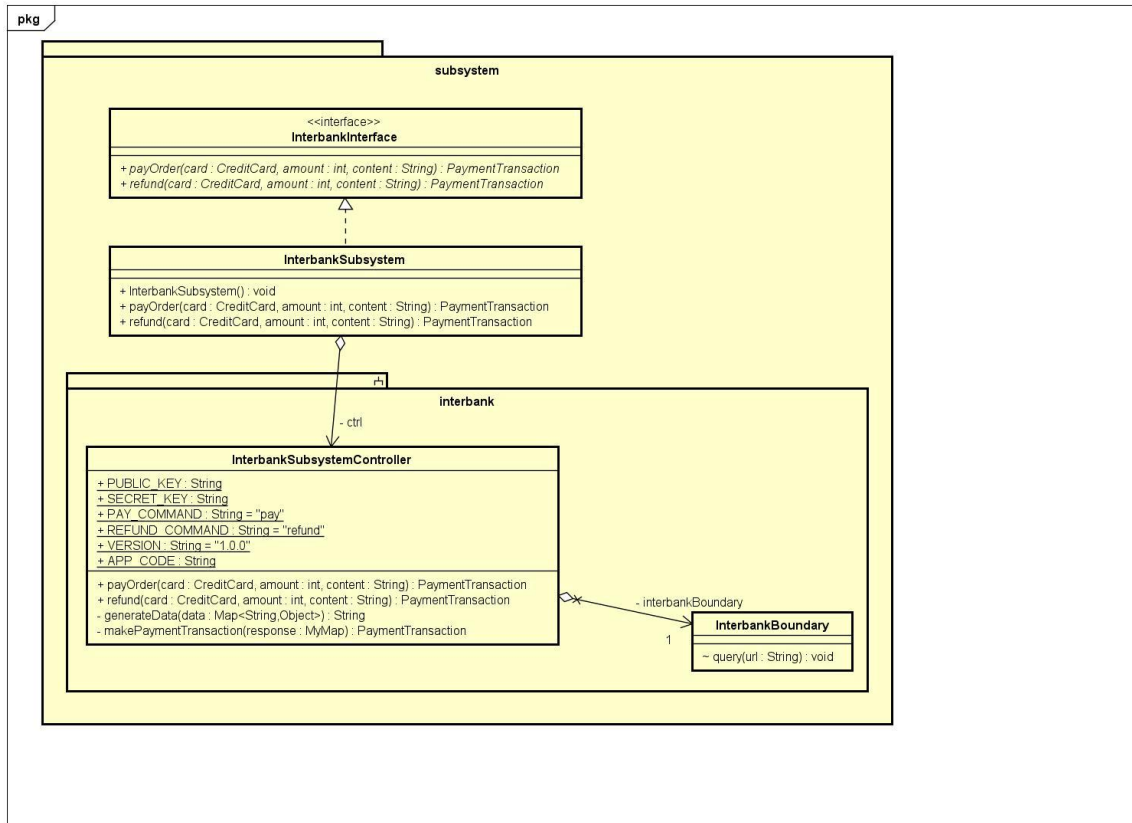 pkg
subsystem
<<interface>>
InterbankInterface
+ payOrder(card : CreditCard, amount : int, content : String) : PaymentTransaction
+ refund(card : CreditCard, amount : int, content : String) : PaymentTransaction
InterbankSubsystem
+ InterbankSubsystem() : void
+ payOrder(card : CreditCard, amount : int, content : String) : PaymentTransaction
+ refund(card : CreditCard, amount : int, content : String) : PaymentTransaction
interbank
- ctrl
InterbankSubsystemController
+ PUBLIC_KEY : String
+ SECRET_KEY : String
+ PAY_COMMAND : String = "pay"
+ REFUND_COMMAND : String = "refund"
+ VERSION : String = "1.0.0"
+ APP_CODE : String
+ payOrder(card : CreditCard, amount : int, content : String) : PaymentTransaction
+ refund(card : CreditCard, amount : int, content : String) : PaymentTransaction
- generateData(data : Map<String,Object>) : String
- makePaymentTransaction(response : MyMap) : PaymentTransaction
- interbankBoundary
1
InterbankBoundary
~ query(url : String) : void